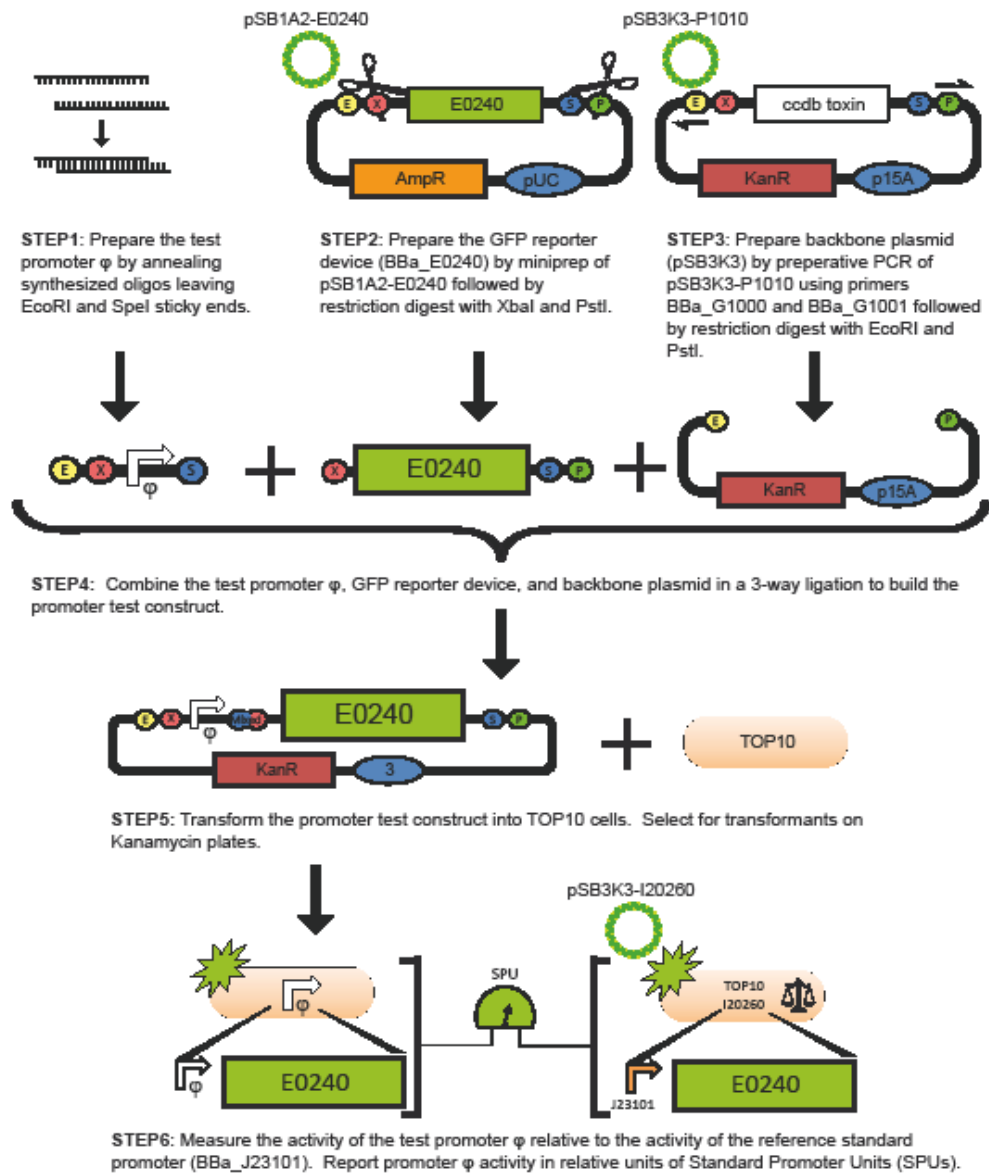 pSB1A2-E0240
pSB3K3-P1010
E X E0240 S P
AmpR pUC
E X ccdb toxin S P
KanR p15A
STEP1: Prepare the test
promoter φ by annealing
synthesized oligos leaving
EcoRI and SpeI sticky ends.
STEP2: Prepare the GFP reporter
device (BBa_E0240) by miniprep of
pSB1A2-E0240 followed by
restriction digest with XbaI and PstI.
STEP3: Prepare backbone plasmid
(pSB3K3) by preperative PCR of
pSB3K3-P1010 using primers
BBa_G1000 and BBa_G1001 followed
by restriction digest with EcoRI and
PstI.
E X φ S + X E0240 S P + E P
KanR p15A
STEP4: Combine the test promoter φ, GFP reporter device, and backbone plasmid in a 3-way ligation to build the
promoter test construct.
E X φ E0240 S P
KanR 3
+ TOP10
STEP5: Transform the promoter test construct into TOP10 cells. Select for transformants on
Kanamycin plates.
pSB3K3-I20260
φ
SPU
TOP10
I20260
φ E0240
J23101 E0240
STEP6: Measure the activity of the test promoter φ relative to the activity of the reference standard
promoter (BBa_J23101). Report promoter φ activity in relative units of Standard Promoter Units (SPUs).